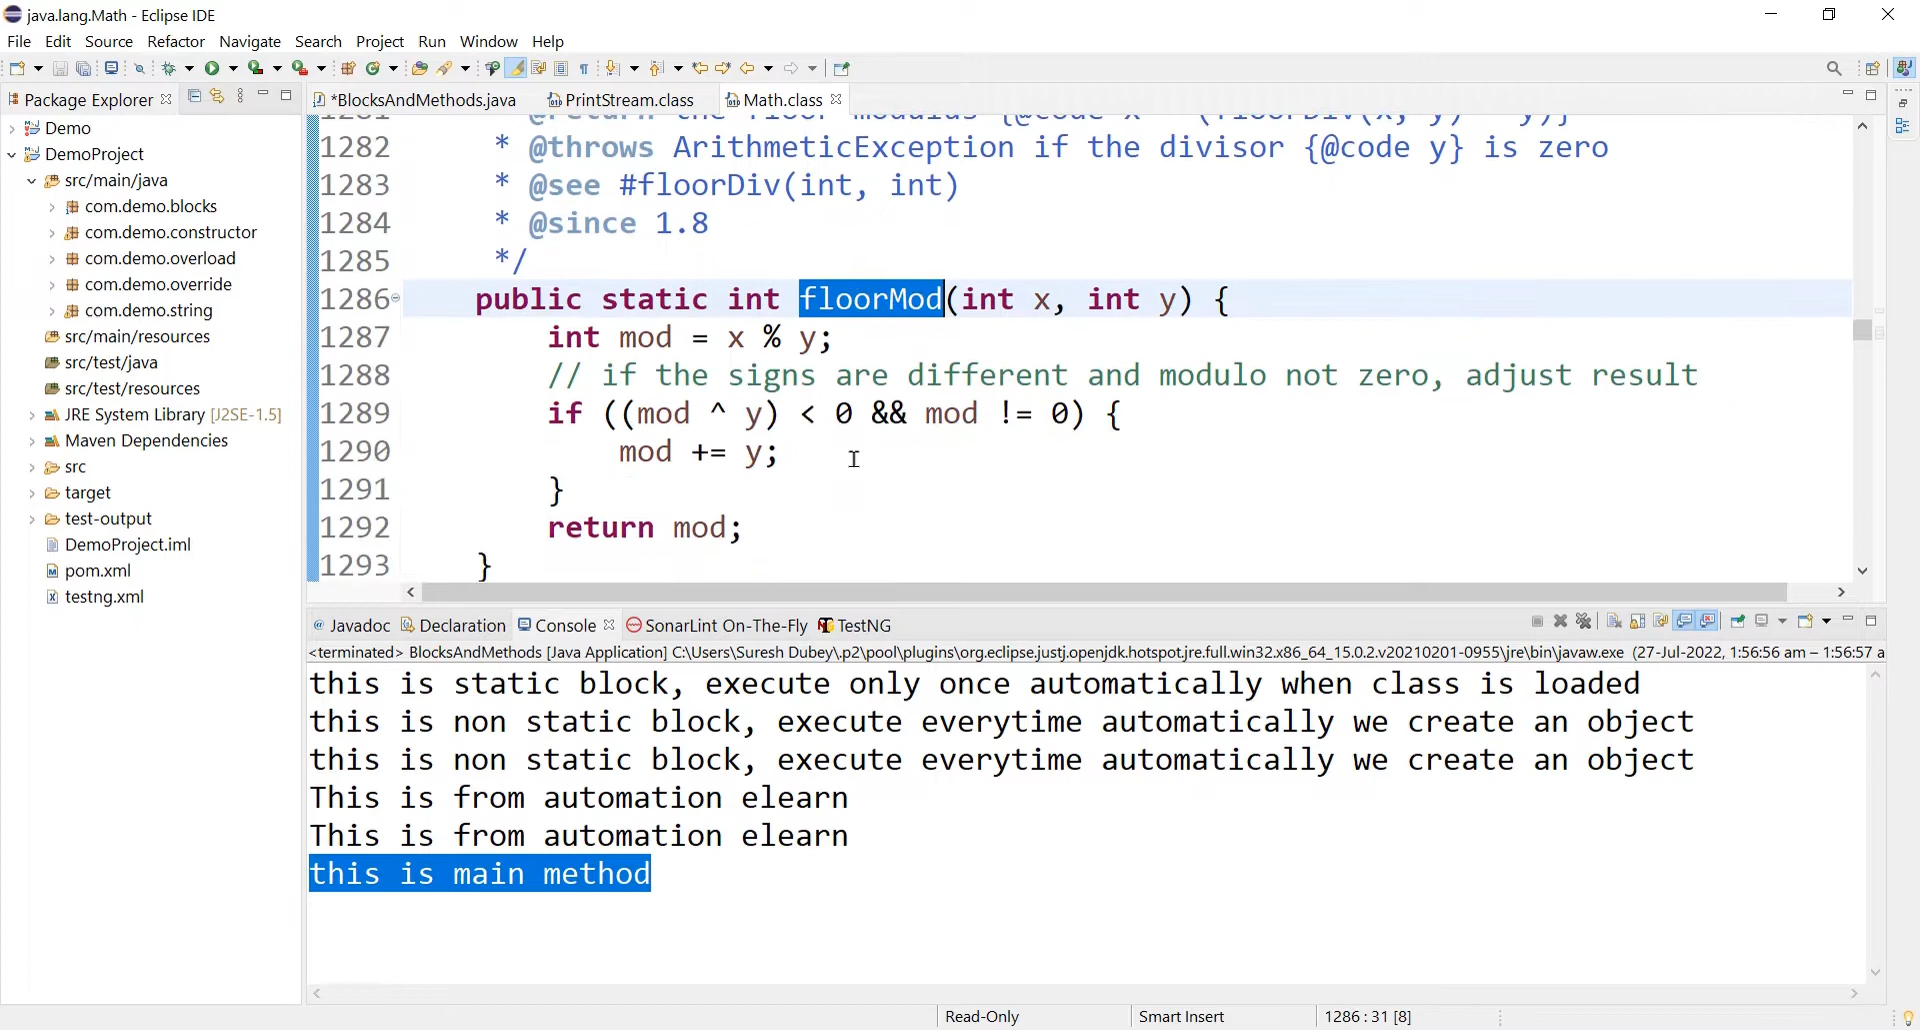 java.lang.Math - Eclipse IDE
File Edit Source Refactor Navigate Search Project Run Window Help
Package Explorer
*BlocksAndMethods.java PrintStream.class Math.class
Demo
DemoProject
src/main/java
com.demo.blocks
com.demo.constructor
com.demo.overload
com.demo.override
com.demo.string
src/main/resources
src/test/java
src/test/resources
JRE System Library [J2SE-1.5]
Maven Dependencies
src
target
test-output
DemoProject.iml
pom.xml
testng.xml
1282 * @throws ArithmeticException if the divisor {@code y} is zero
1283 * @see #floorDiv(int, int)
1284 * @since 1.8
1285 */
1286 public static int floorMod(int x, int y) {
1287 int mod = x % y;
1288 // if the signs are different and modulo not zero, adjust result
1289 if ((mod ^ y) < 0 && mod != 0) {
1290 mod += y;
1291 }
1292 return mod;
1293 }
@ Javadoc Declaration Console SonarLint On-The-Fly TestNG
<terminated> BlocksAndMethods [Java Application] C:\Users\Suresh Dubey\.p2\pool\plugins\org.eclipse.justj.openjdk.hotspot.jre.full.win32.x86_64_15.0.2.v20210201-0955\jre\bin\javaw.exe (27-Jul-2022, 1:56:56 am – 1:56:57 a
this is static block, execute only once automatically when class is loaded
this is non static block, execute everytime automatically we create an object
this is non static block, execute everytime automatically we create an object
This is from automation elearn
This is from automation elearn
this is main method
Read-Only Smart Insert 1286 : 31 [8]